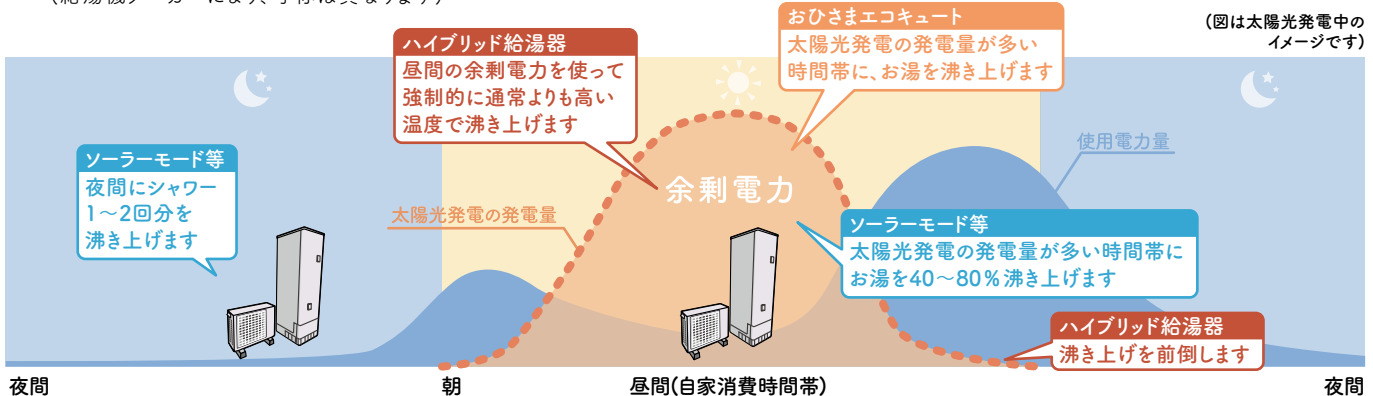 (図は太陽光発電中の
イメージです)
おひさまエコキュート
太陽光発電の発電量が多い
時間帯に、お湯を沸き上げます
ハイブリッド給湯器
昼間の余剰電力を使って
強制的に通常よりも高い
温度で沸き上げます
ソーラーモード等
夜間にシャワー
1～2回分を
沸き上げます
使用電力量
余剰電力
太陽光発電の発電量
ソーラーモード等
太陽光発電の発電量が多い時間帯に
お湯を40～80%沸き上げます
ハイブリッド給湯器
沸き上げを前倒します
夜間
朝
昼間(自家消費時間帯)
夜間